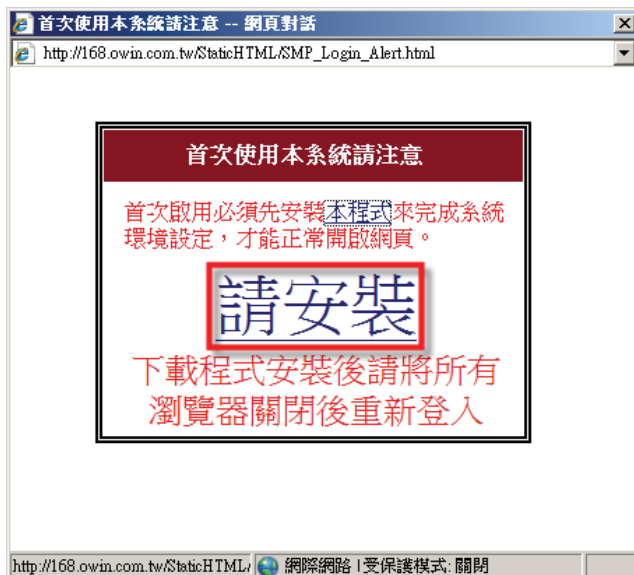 首次使用本系統請注意 -- 網頁對話
http://168.owin.com.tw/StaticHTML/SMP_Login_Alert.html
首次使用本系統請注意
首次啟用必須先安裝本程式來完成系統
環境設定，才能正常開啟網頁。
請安裝
下載程式安裝後請將所有
瀏覽器關閉後重新登入
http://168.owin.com.tw/StaticHTML/ 網際網路 | 受保護模式: 關閉